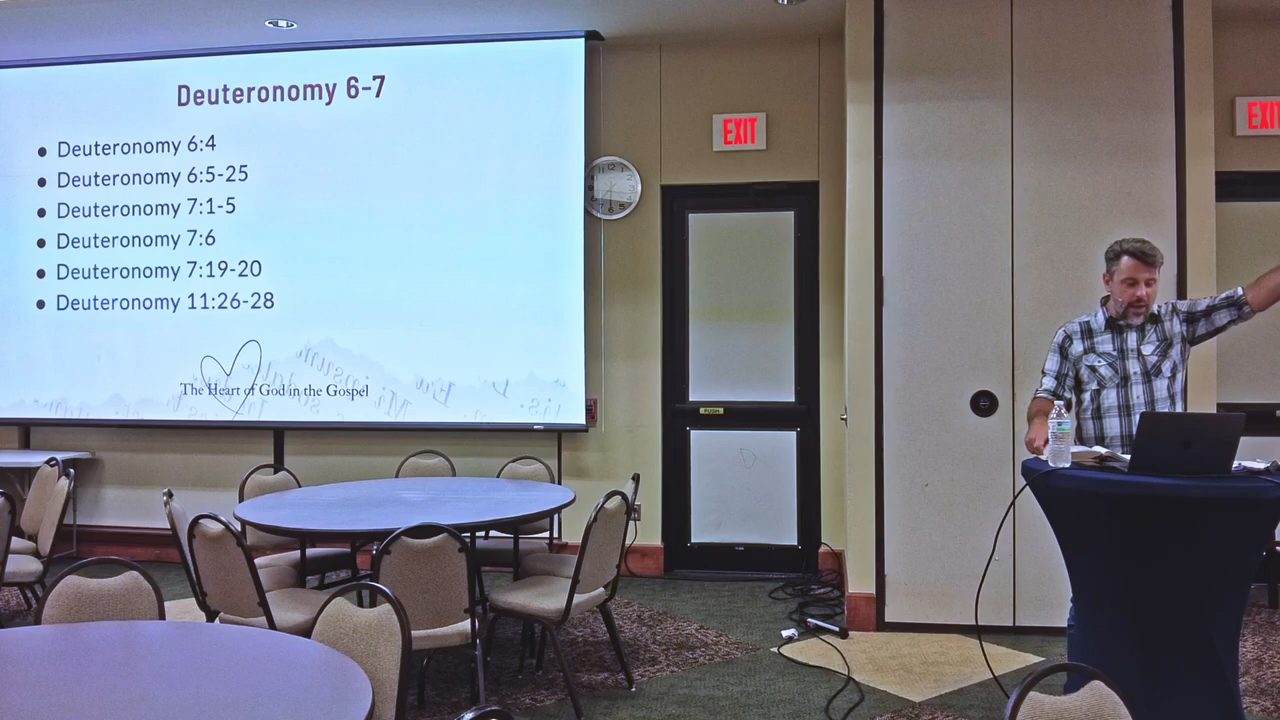 Deuteronomy 6-7
• Deuteronomy 6:4
• Deuteronomy 6:5-25
• Deuteronomy 7:1-5
• Deuteronomy 7:6
• Deuteronomy 7:19-20
• Deuteronomy 11:26-28
The Heart of God in the Gospel
EXIT
EXIT
PUSH